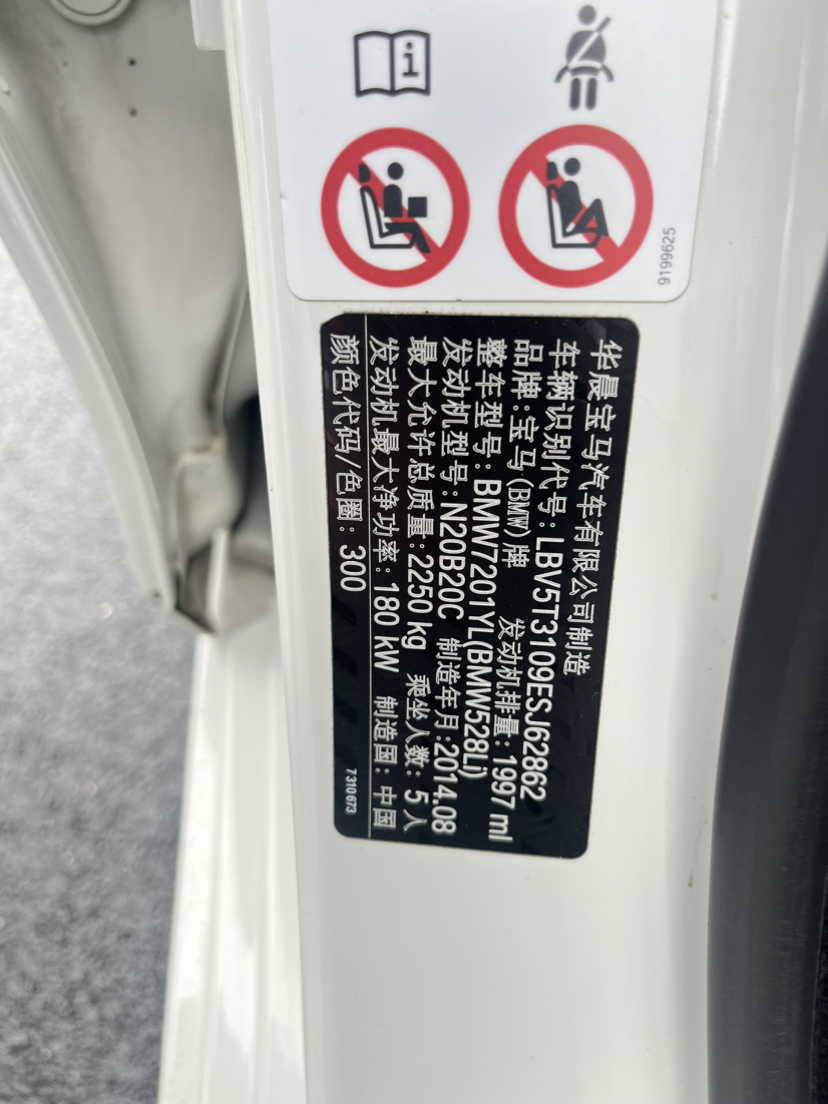 9199625
华晨宝马汽车有限公司制造
车辆识别代号:LBV5T3109ESJ62862
品牌:宝马(BMW)牌 发动机排量:1997 ml
整车型号:BMW7201YL(BMW528Li)
发动机型号:N20B20C 制造年月:2014.08
最大允许总质量:2250 kg 乘坐人数: 5 人
发动机最大净功率: 180 kW 制造国: 中国
颜色代码/色圈: 300
7310673